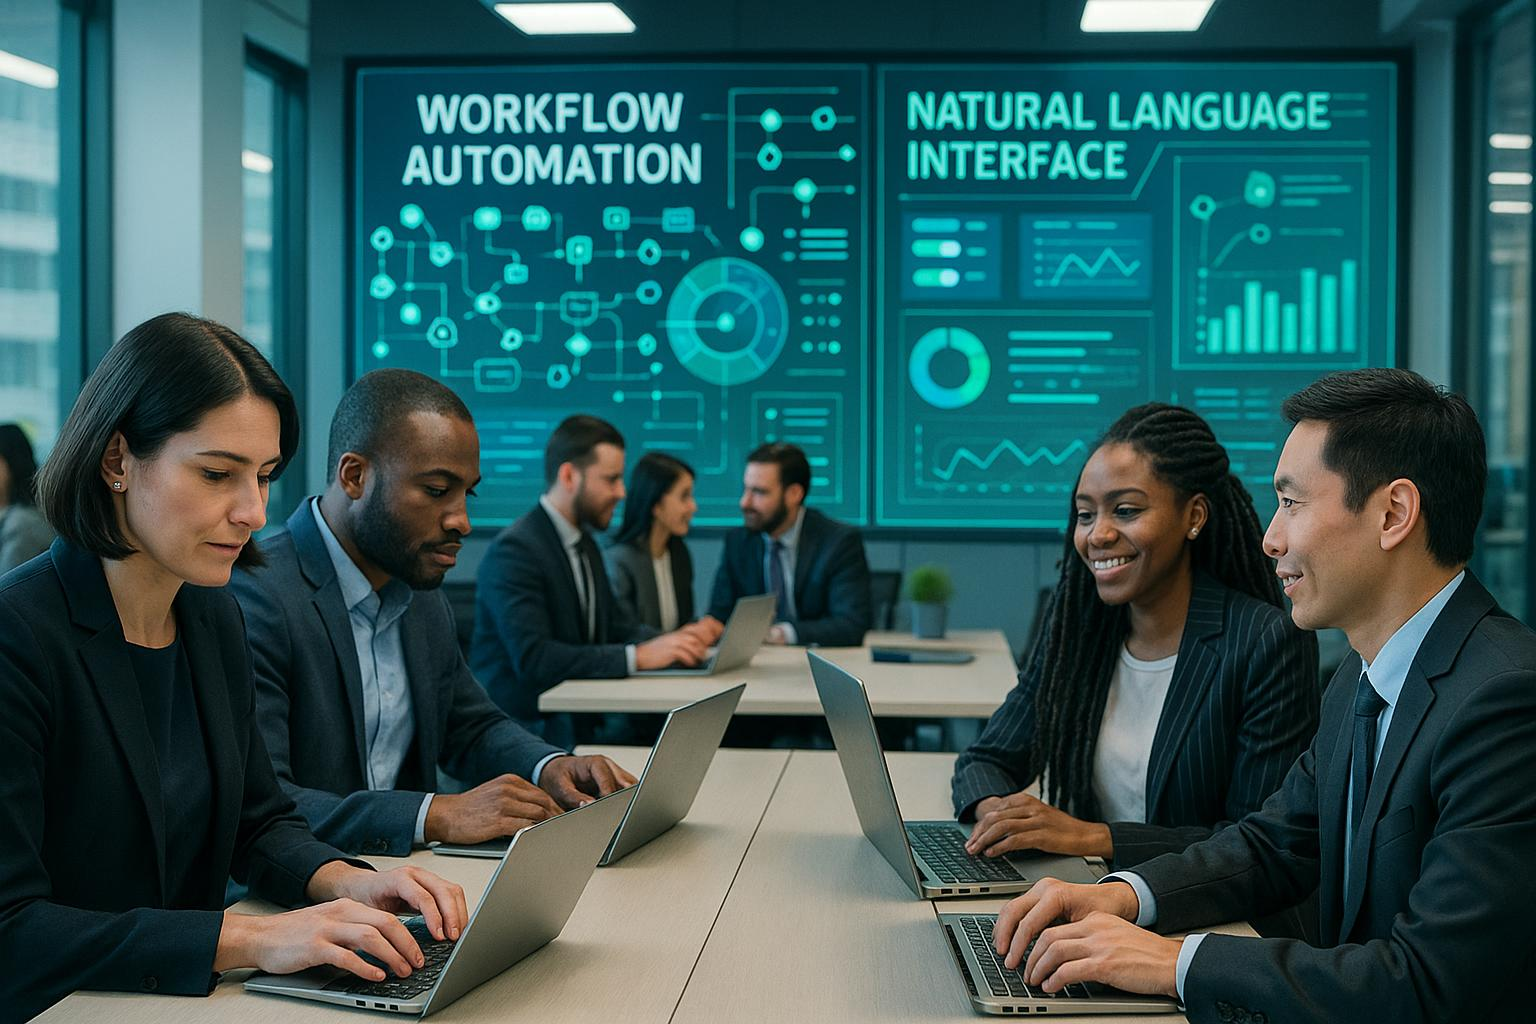 WORKFLOW
AUTOMATION
NATURAL LANGUAGE
INTERFACE